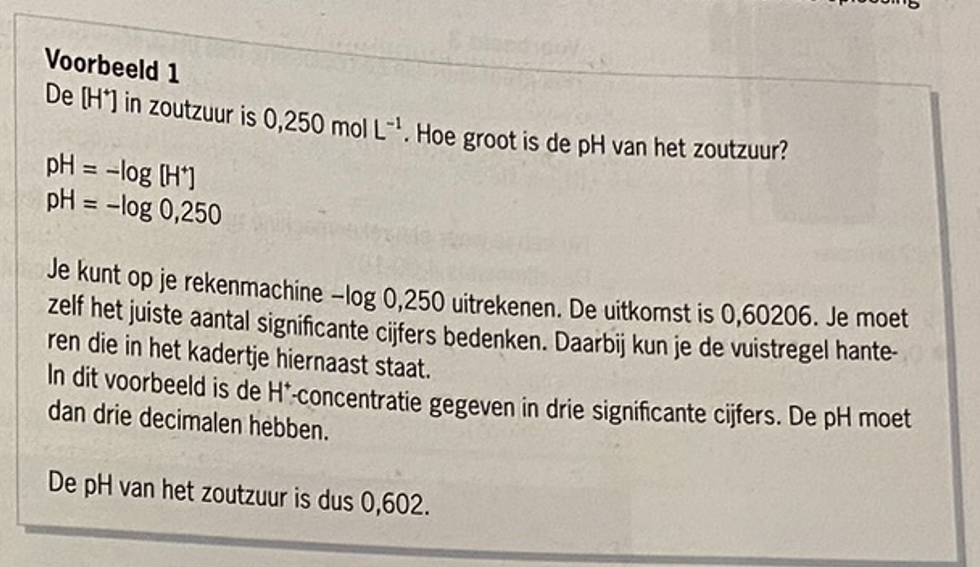 Voorbeeld 1
De [H⁺] in zoutzuur is 0,250 mol L⁻¹. Hoe groot is de pH van het zoutzuur?
pH = –log [H⁺]
pH = –log 0,250
Je kunt op je rekenmachine –log 0,250 uitrekenen. De uitkomst is 0,60206. Je moet
zelf het juiste aantal significante cijfers bedenken. Daarbij kun je de vuistregel hante-
ren die in het kadertje hiernaast staat.
In dit voorbeeld is de H⁺-concentratie gegeven in drie significante cijfers. De pH moet
dan drie decimalen hebben.
De pH van het zoutzuur is dus 0,602.